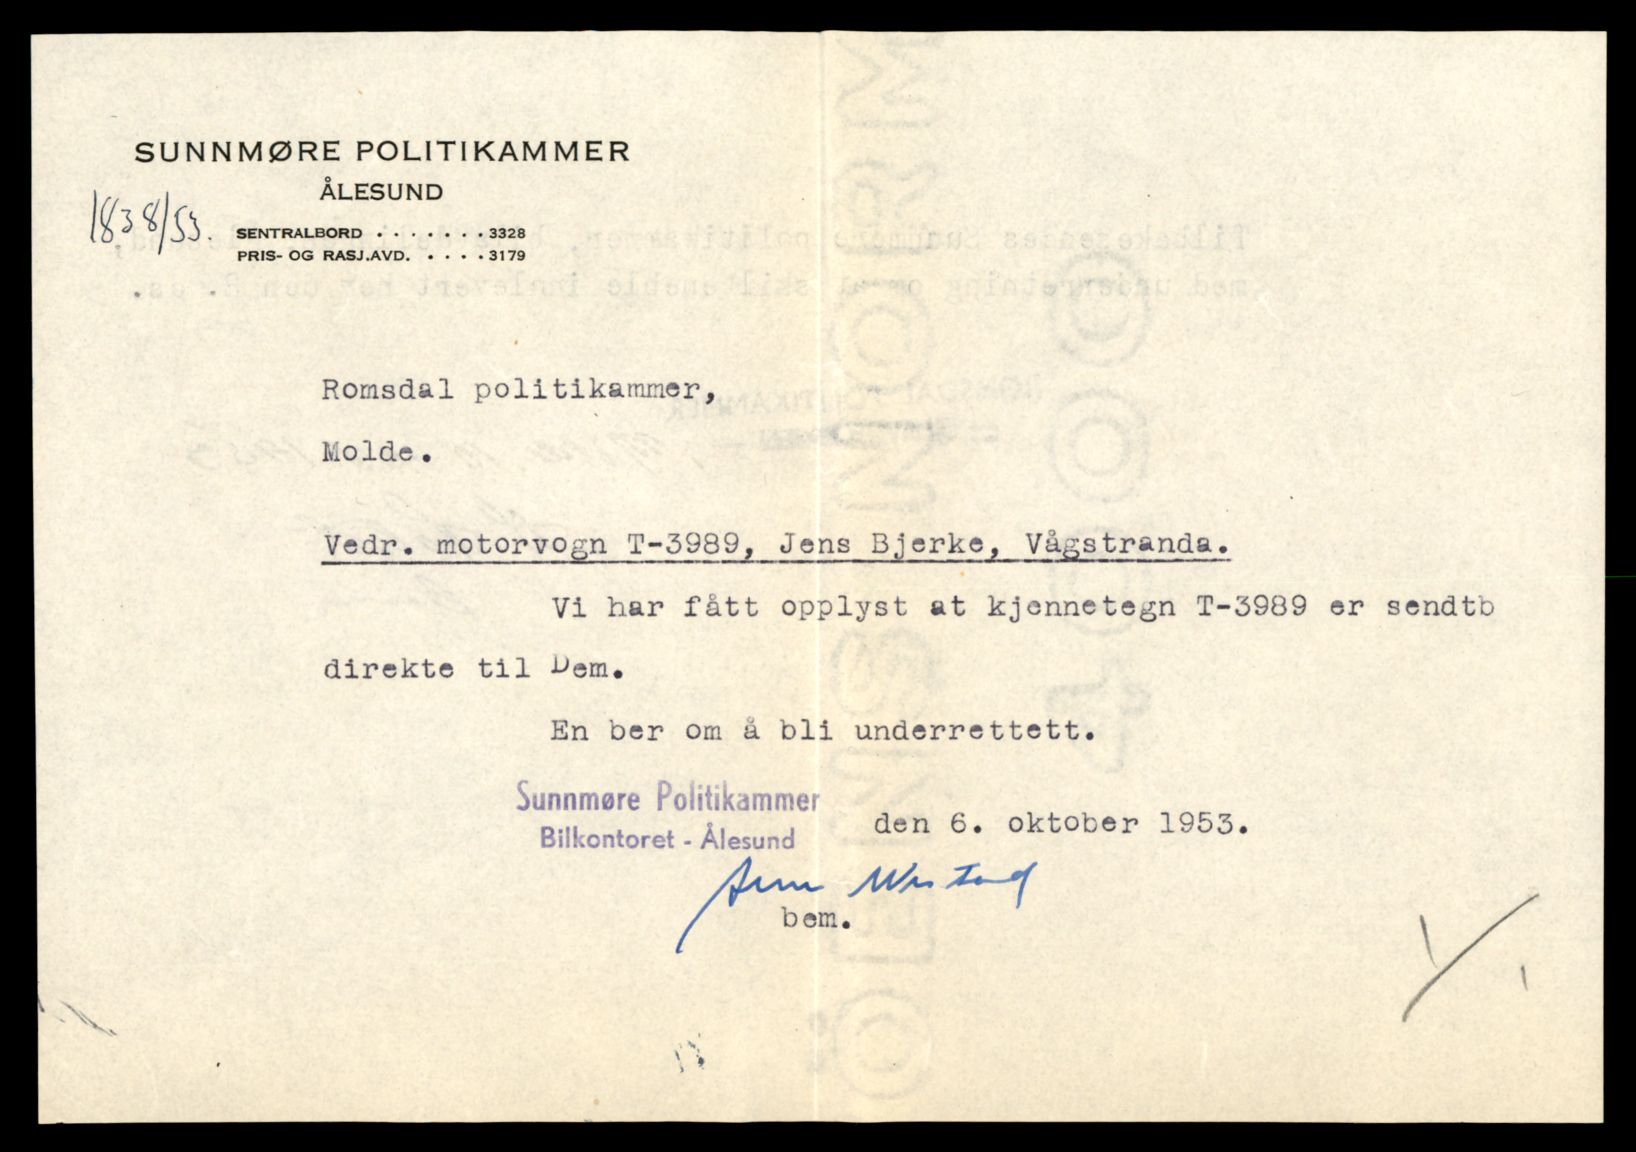 SUNNMØRE POLITIKAMMER
ÅLESUND
1838/53.
SENTRALBORD . . . . . . . . 3328
PRIS- OG RASJ.AVD. . . . . 3179
Romsdal politikammer,
Molde.
Vedr. motorvogn T-3989, Jens Bjerke, Vågstranda.
Vi har fått opplyst at kjennetegn T-3989 er sendtb
direkte til Dem.
En ber om å bli underrettett.
Sunnmøre Politikammer
Bilkontoret - Ålesund
den 6. oktober 1953.
bem.